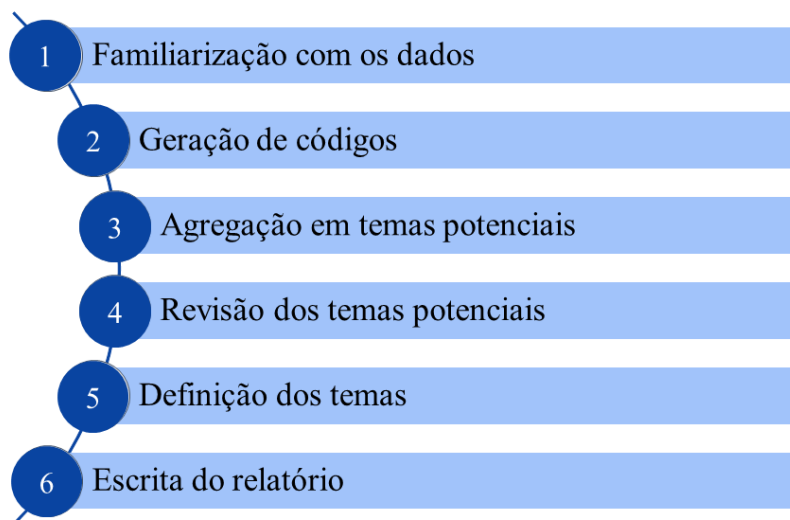 1 Familiarização com os dados
2 Geração de códigos
3 Agregação em temas potenciais
4 Revisão dos temas potenciais
5 Definição dos temas
6 Escrita do relatório